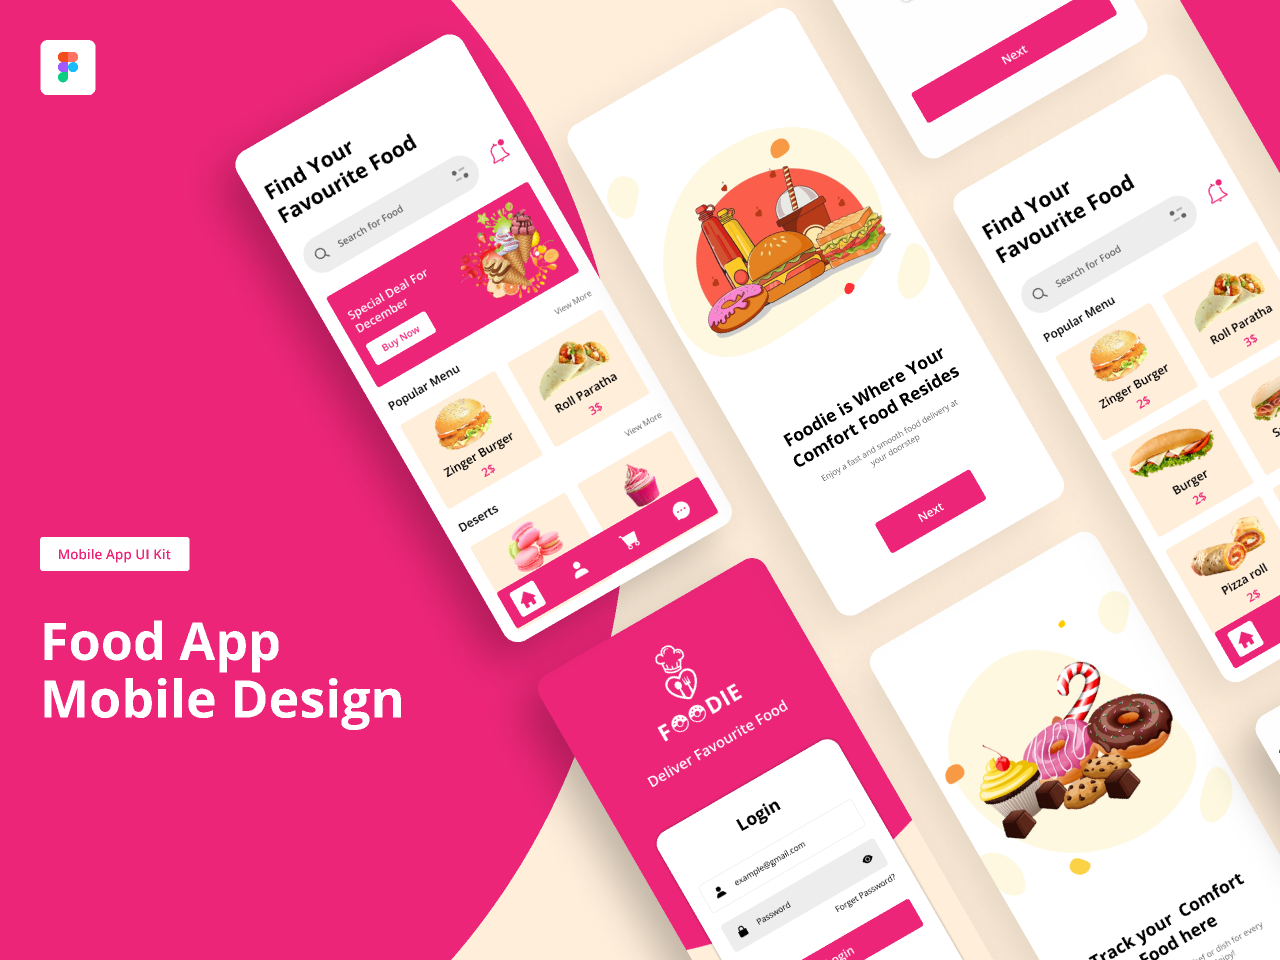 Mobile App UI Kit
Food App
Mobile Design
Find Your
Favourite Food
Search for Food
Special Deal For
December
Buy Now
View More
Popular Menu
Zinger Burger
2$
Roll Paratha
3$
View More
Deserts
Foodie is Where Your
Comfort Food Resides
Enjoy a fast and smooth food delivery at
your doorstep
Next
Next
Find Your
Favourite Food
Search for Food
Popular Menu
Zinger Burger
2$
Roll Paratha
3$
Burger
2$
Pizza roll
2$
FOODIE
Deliver Favourite Food
Login
example@gmail.com
Password
Forget Password?
Login
Track your Comfort
Food here
or dish for every